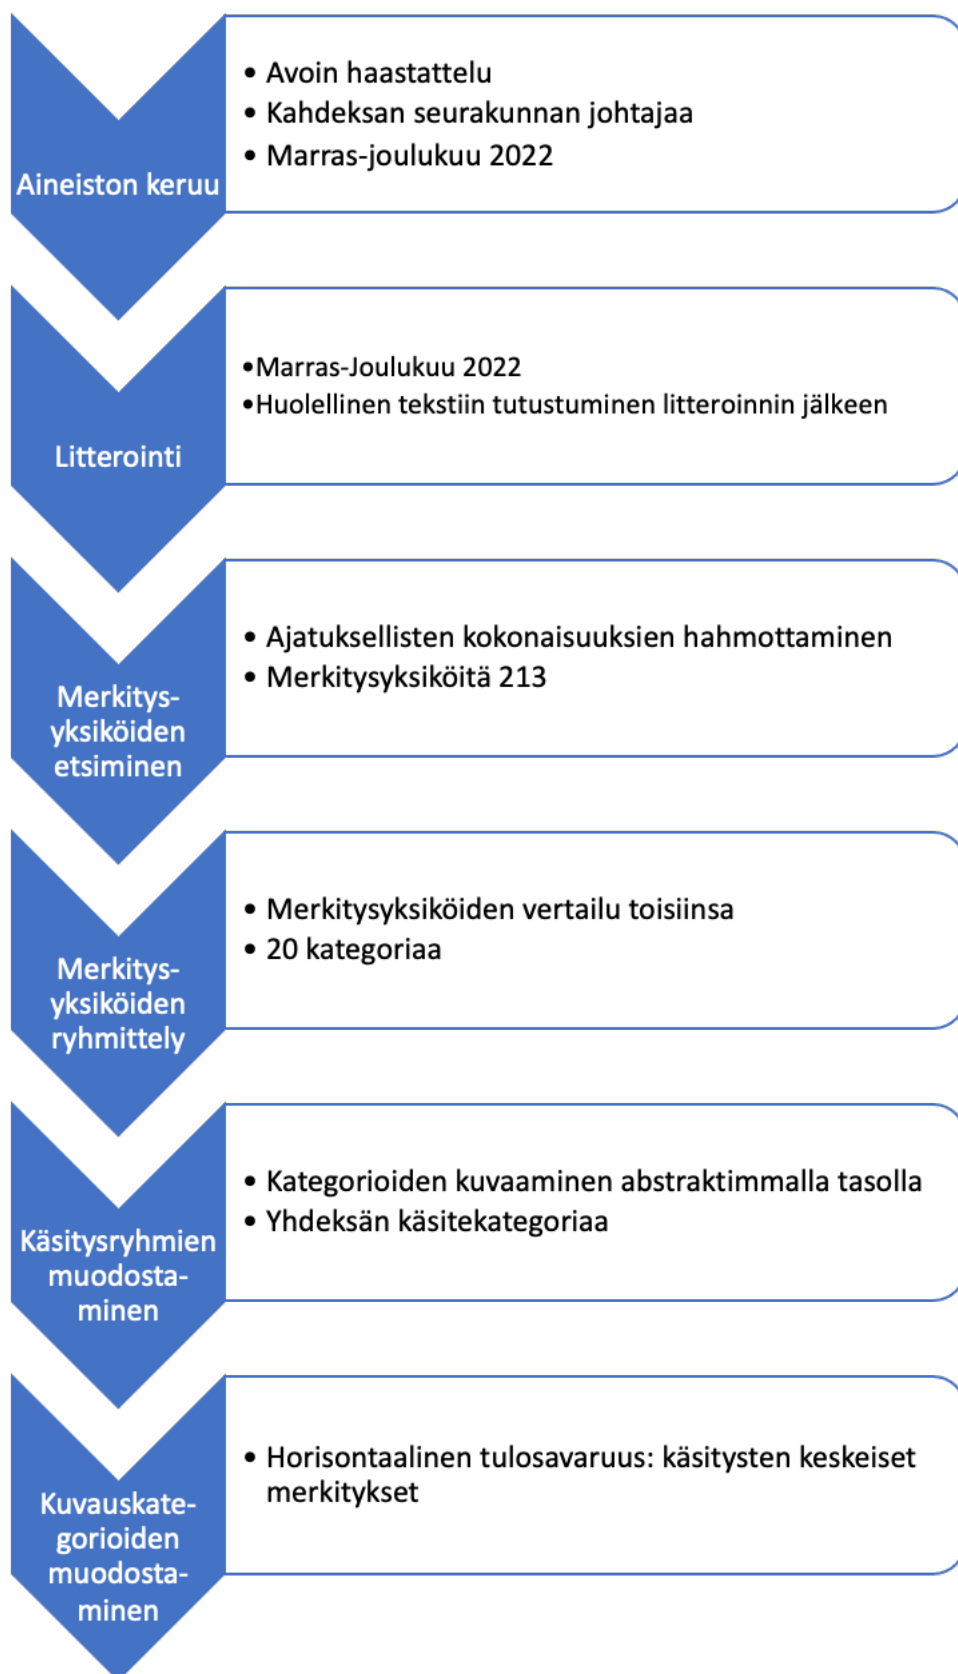 Aineiston keruu
• Avoin haastattelu
• Kahdeksan seurakunnan johtajaa
• Marras-joulukuu 2022
Litterointi
•Marras-Joulukuu 2022
•Huolellinen tekstiin tutustuminen litteroinnin jälkeen
Merkitys-
yksiköiden
etsiminen
• Ajatuksellisten kokonaisuuksien hahmottaminen
• Merkitysyksiköitä 213
Merkitys-
yksiköiden
ryhmittely
• Merkitysyksiköiden vertailu toisiinsa
• 20 kategoriaa
Käsitysryhmien
muodosta-
minen
• Kategorioiden kuvaaminen abstraktimmalla tasolla
• Yhdeksän käsitekategoriaa
Kuvauskate-
gorioiden
muodosta-
minen
• Horisontaalinen tulosavaruus: käsitysten keskeiset
merkitykset